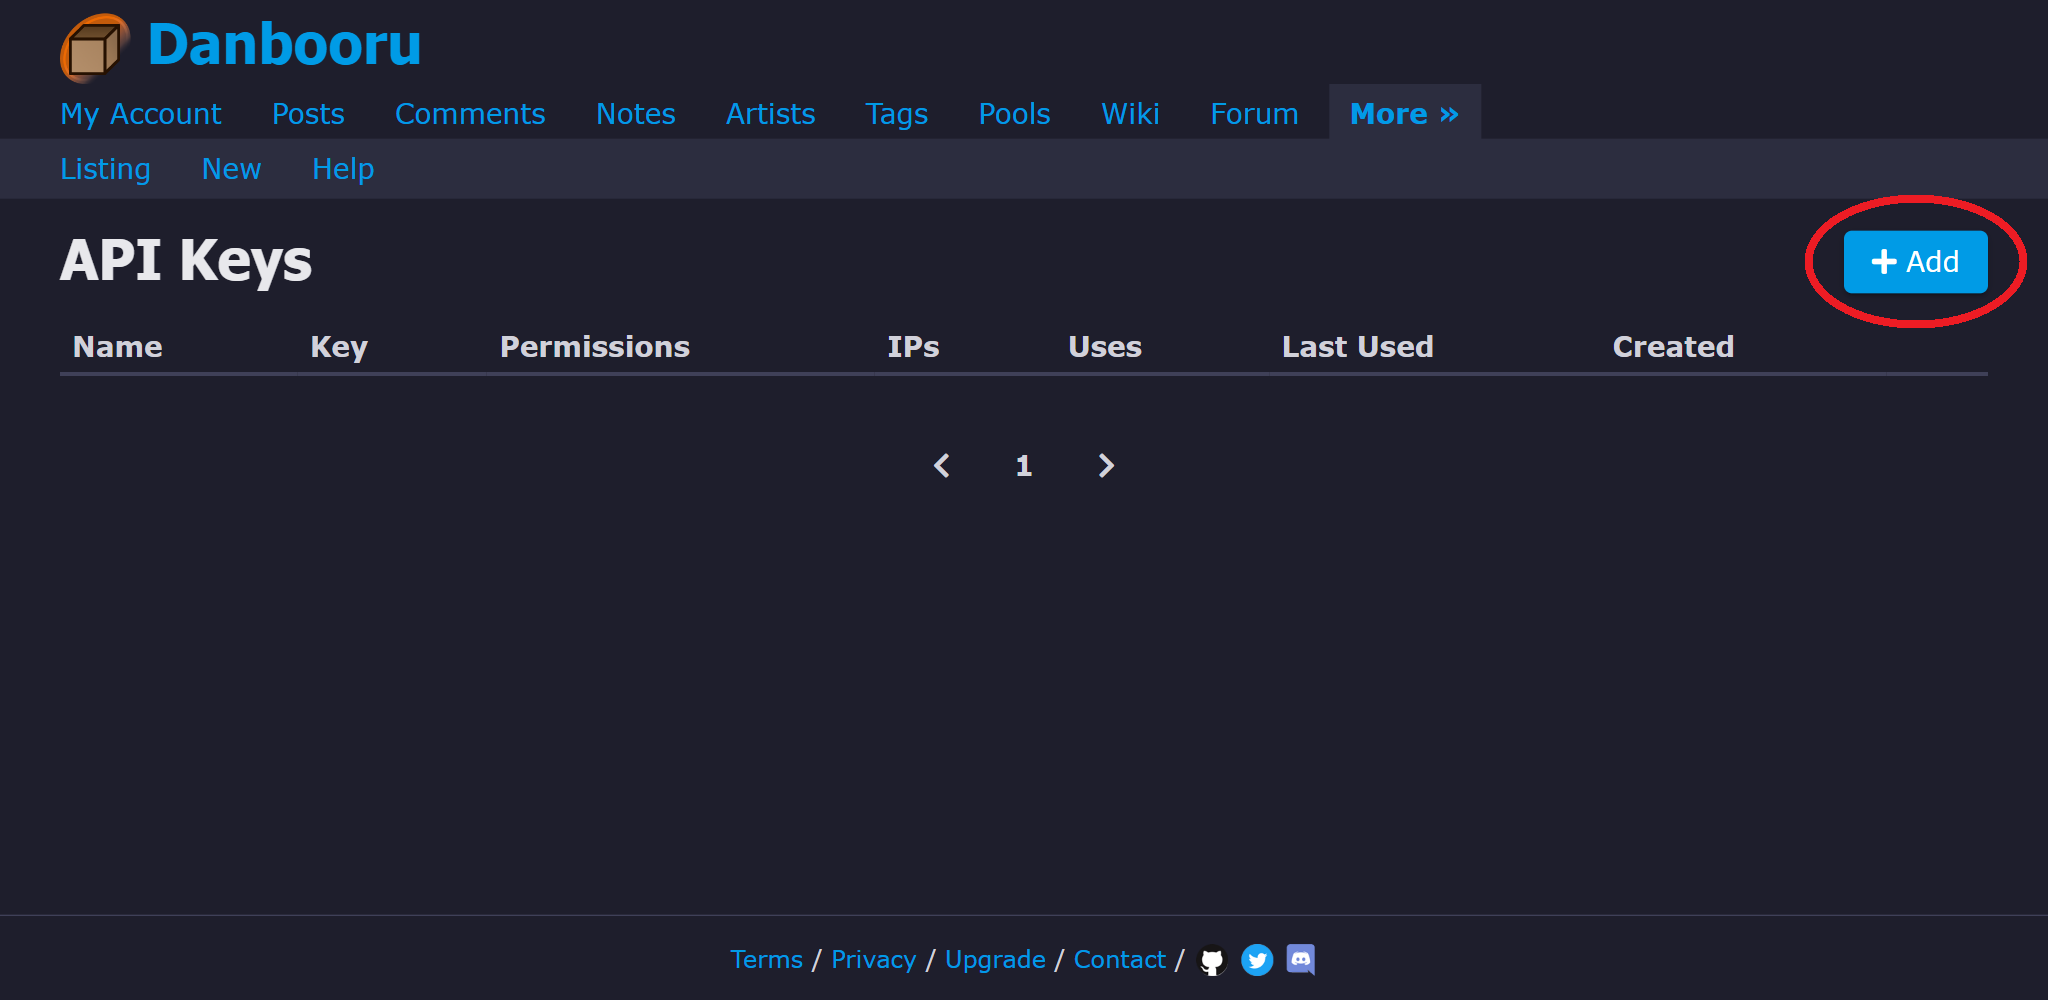 Danbooru
My Account Posts Comments Notes Artists Tags Pools Wiki Forum More »
Listing New Help
API Keys
Add
Name Key Permissions IPs Uses Last Used Created
1
Terms / Privacy / Upgrade / Contact /